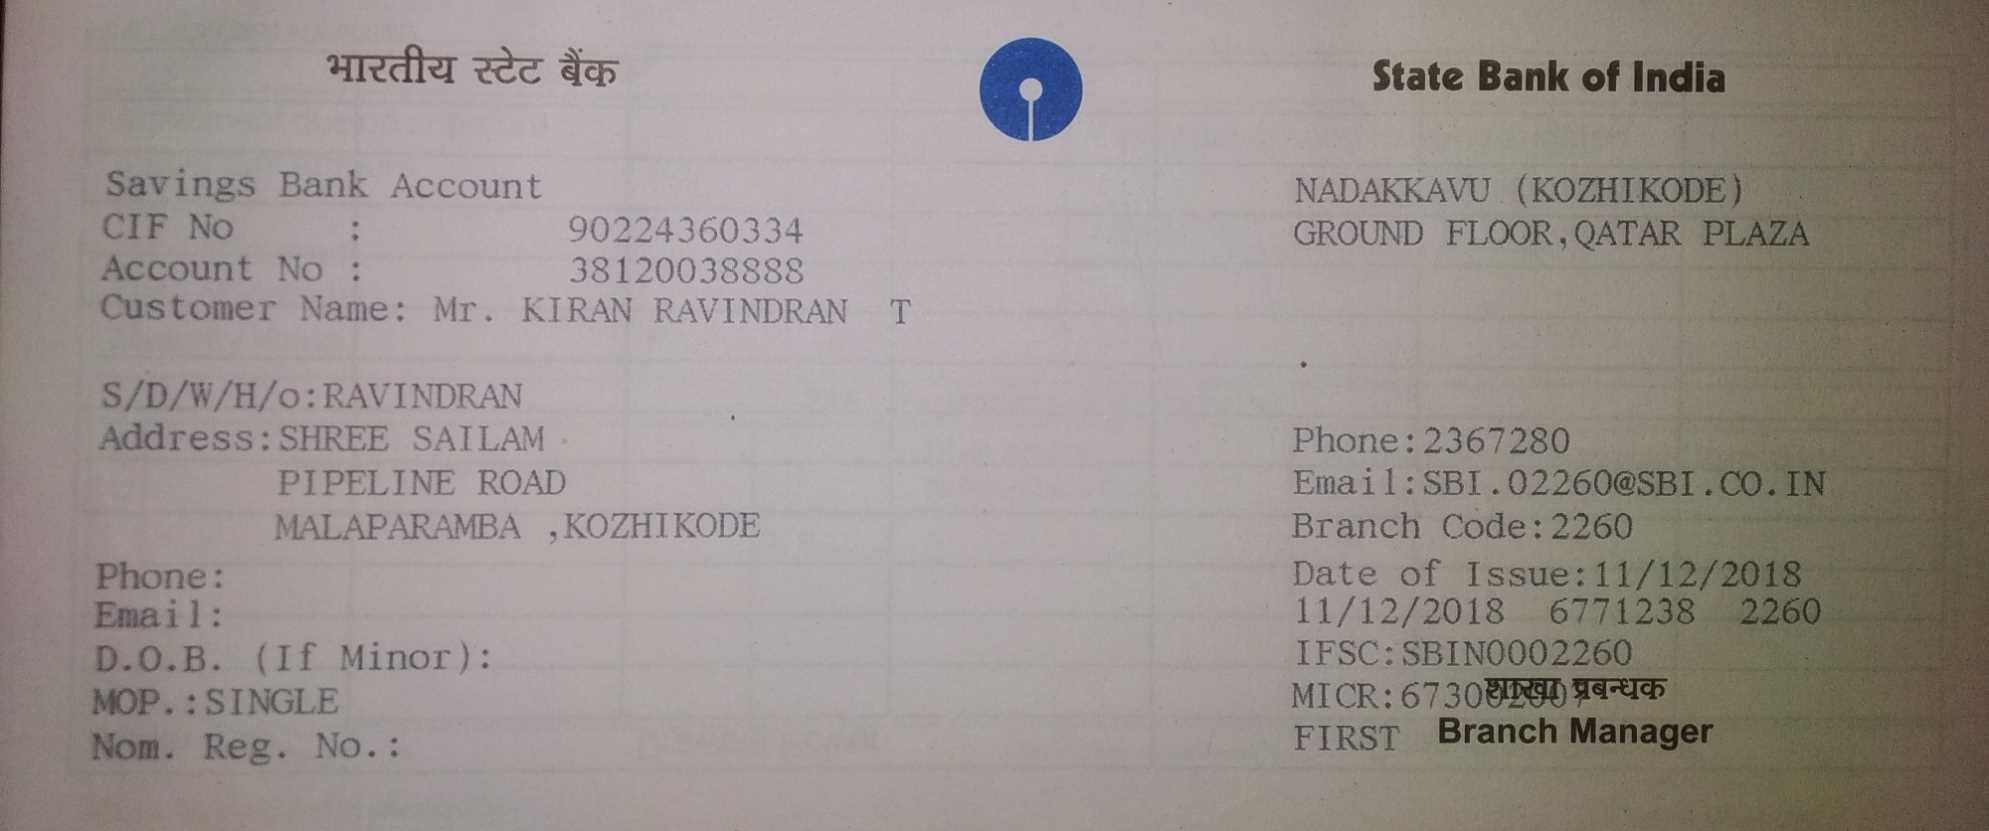 भारतीय स्टेट बैंक
State Bank of India
Savings Bank Account
CIF No : 90224360334
Account No : 38120038888
Customer Name: Mr. KIRAN RAVINDRAN T
S/D/W/H/o:RAVINDRAN
Address:SHREE SAILAM
PIPELINE ROAD
MALAPARAMBA ,KOZHIKODE
Phone:
Email:
D.O.B. (If Minor):
MOP.:SINGLE
Nom. Reg. No.:
NADAKKAVU (KOZHIKODE)
GROUND FLOOR,QATAR PLAZA
Phone:2367280
Email:SBI.02260@SBI.CO.IN
Branch Code:2260
Date of Issue:11/12/2018
11/12/2018 6771238 2260
IFSC:SBIN0002260
MICR:
शाखा प्रबन्धक
FIRST Branch Manager